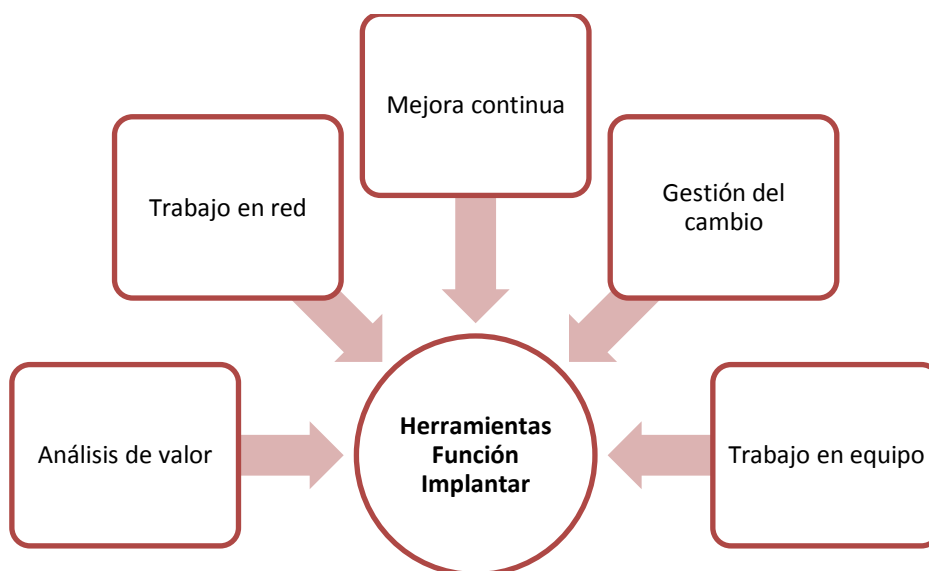 Mejora continua
Trabajo en red
Gestión del
cambio
Análisis de valor
Herramientas
Función
Implantar
Trabajo en equipo